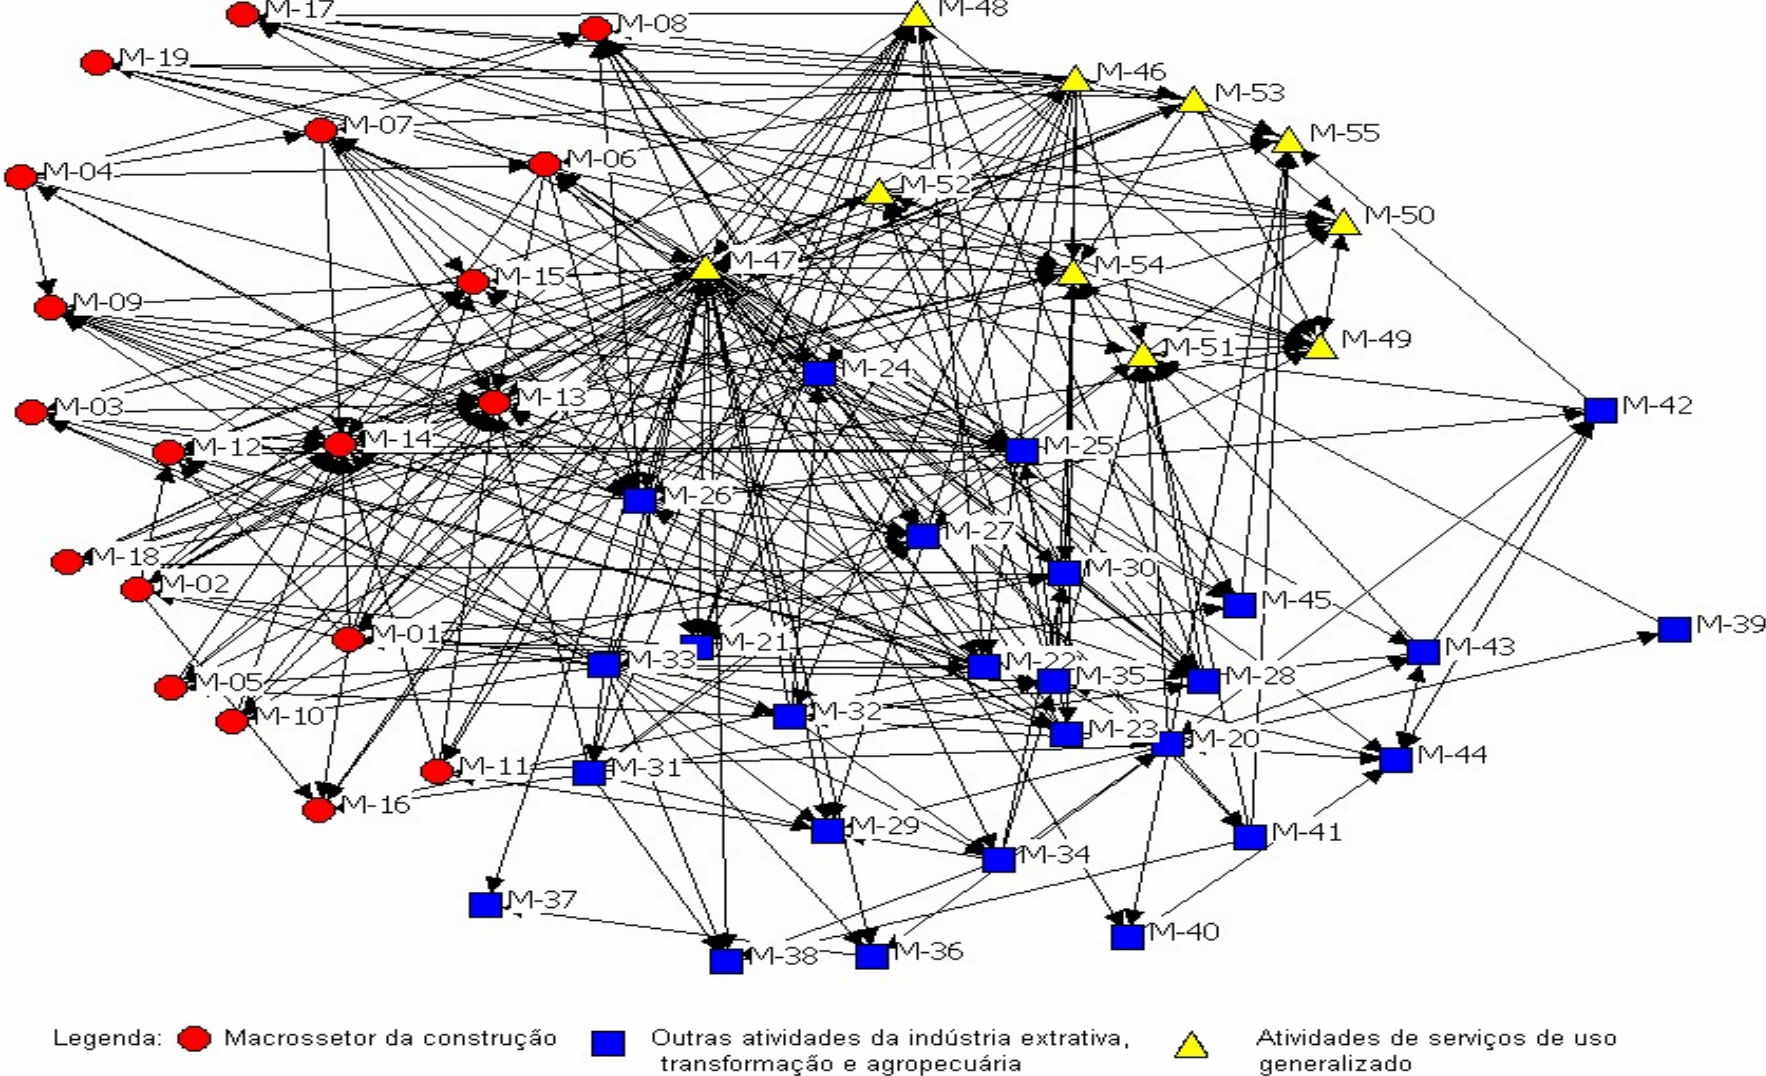 M-17
M-08
M-48
M-19
M-46
M-53
M-07
M-55
M-04
M-06
M-52
M-50
M-15
M-47
M-54
M-09
M-51
M-49
M-24
M-03
M-13
M-42
M-12
M-14
M-25
M-26
M-27
M-18
M-30
M-02
M-45
M-01
M-21
M-39
M-33
M-22
M-43
M-05
M-35
M-28
M-10
M-32
M-23
M-20
M-11
M-31
M-44
M-16
M-29
M-41
M-34
M-37
M-40
M-38
M-36
Legenda: Macrossetor da construção Outras atividades da indústria extrativa, Atividades de serviços de uso
transformação e agropecuária generalizado